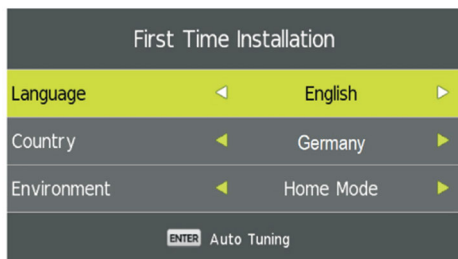 First Time Installation
Language English
Country Germany
Environment Home Mode
ENTER Auto Tuning